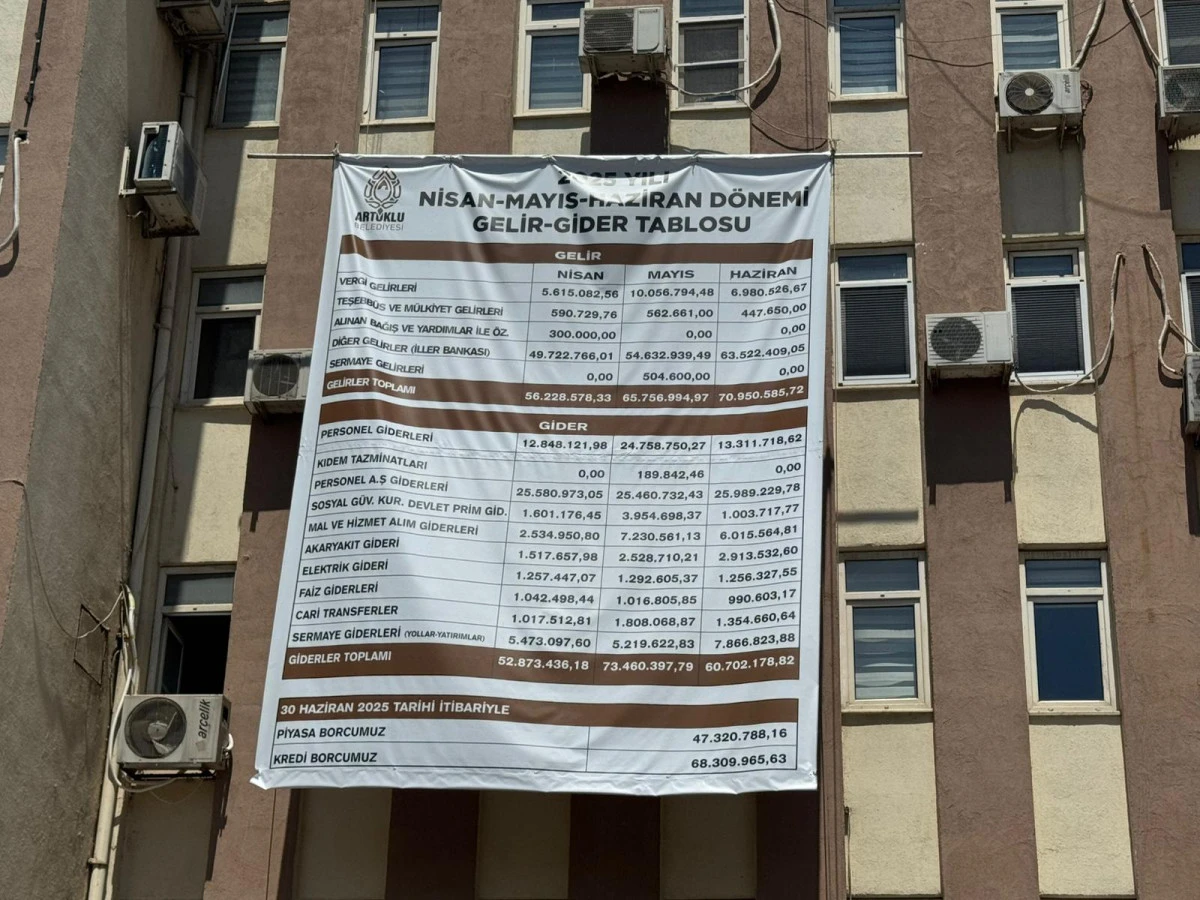 ARTUKLU
BELEDİYESİ
2025 YILI
NİSAN-MAYIS-HAZİRAN DÖNEMİ
GELİR-GİDER TABLOSU
GELİR
NİSAN MAYIS HAZİRAN
VERGİ GELİRLERİ 5.615.082,56 10.056.794,48 6.980.526,67
TEŞEBBÜS VE MÜLKİYET GELİRLERİ 590.729,76 562.661,00 447.650,00
ALINAN BAĞIŞ VE YARDIMLAR İLE ÖZ. 300.000,00 0,00 0,00
DİĞER GELİRLER (İLLER BANKASI) 49.722.766,01 54.632.939,49 63.522.409,05
SERMAYE GELİRLERİ 0,00 504.600,00 0,00
GELİRLER TOPLAMI 56.228.578,33 65.756.994,97 70.950.585,72
GİDER
PERSONEL GİDERLERİ 12.848.121,98 24.758.750,27 13.311.718,62
KIDEM TAZMİNATLARI 0,00 189.842,46 0,00
PERSONEL A.Ş GİDERLERİ 25.580.973,05 25.460.732,43 25.989.229,78
SOSYAL GÜV. KUR. DEVLET PRİM GİD. 1.601.176,45 3.954.698,37 1.003.717,77
MAL VE HİZMET ALIM GİDERLERİ 2.534.950,80 7.230.561,13 6.015.564,81
AKARYAKIT GİDERİ 1.517.657,98 2.528.710,21 2.913.532,60
ELEKTRİK GİDERİ 1.257.447,07 1.292.605,37 1.256.327,55
FAİZ GİDERLERİ 1.042.498,44 1.016.805,85 990.603,17
CARİ TRANSFERLER 1.017.512,81 1.808.068,87 1.354.660,64
SERMAYE GİDERLERİ (YOLLAR-YATIRIMLAR) 5.473.097,60 5.219.622,83 7.866.823,88
GİDERLER TOPLAMI 52.873.436,18 73.460.397,79 60.702.178,82
30 HAZİRAN 2025 TARİHİ İTİBARİYLE
PİYASA BORCUMUZ 47.320.788,16
KREDİ BORCUMUZ 68.309.965,63
arçelik